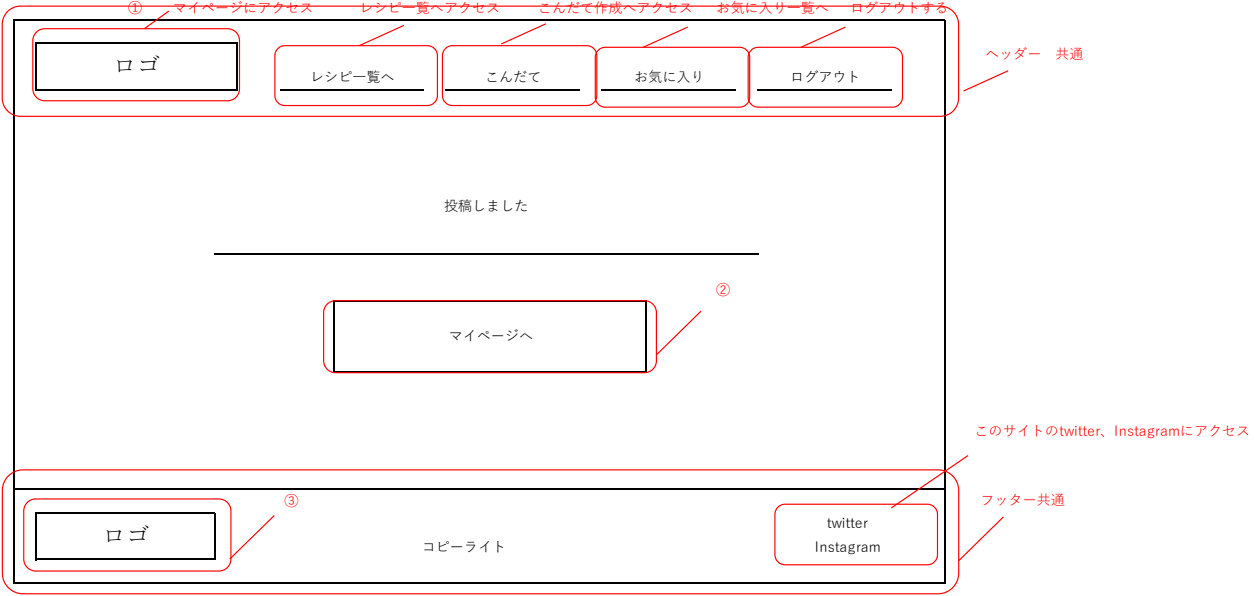 ① マイページにアクセス レシピ一覧へアクセス こんだて作成へアクセス お気に入り一覧へ ログアウトする
ヘッダー 共通
ロゴ
レシピ一覧へ こんだて お気に入り ログアウト
投稿しました
②
マイページへ
このサイトのtwitter、Instagramにアクセス
③
フッター共通
ロゴ
twitter
コピーライト
Instagram